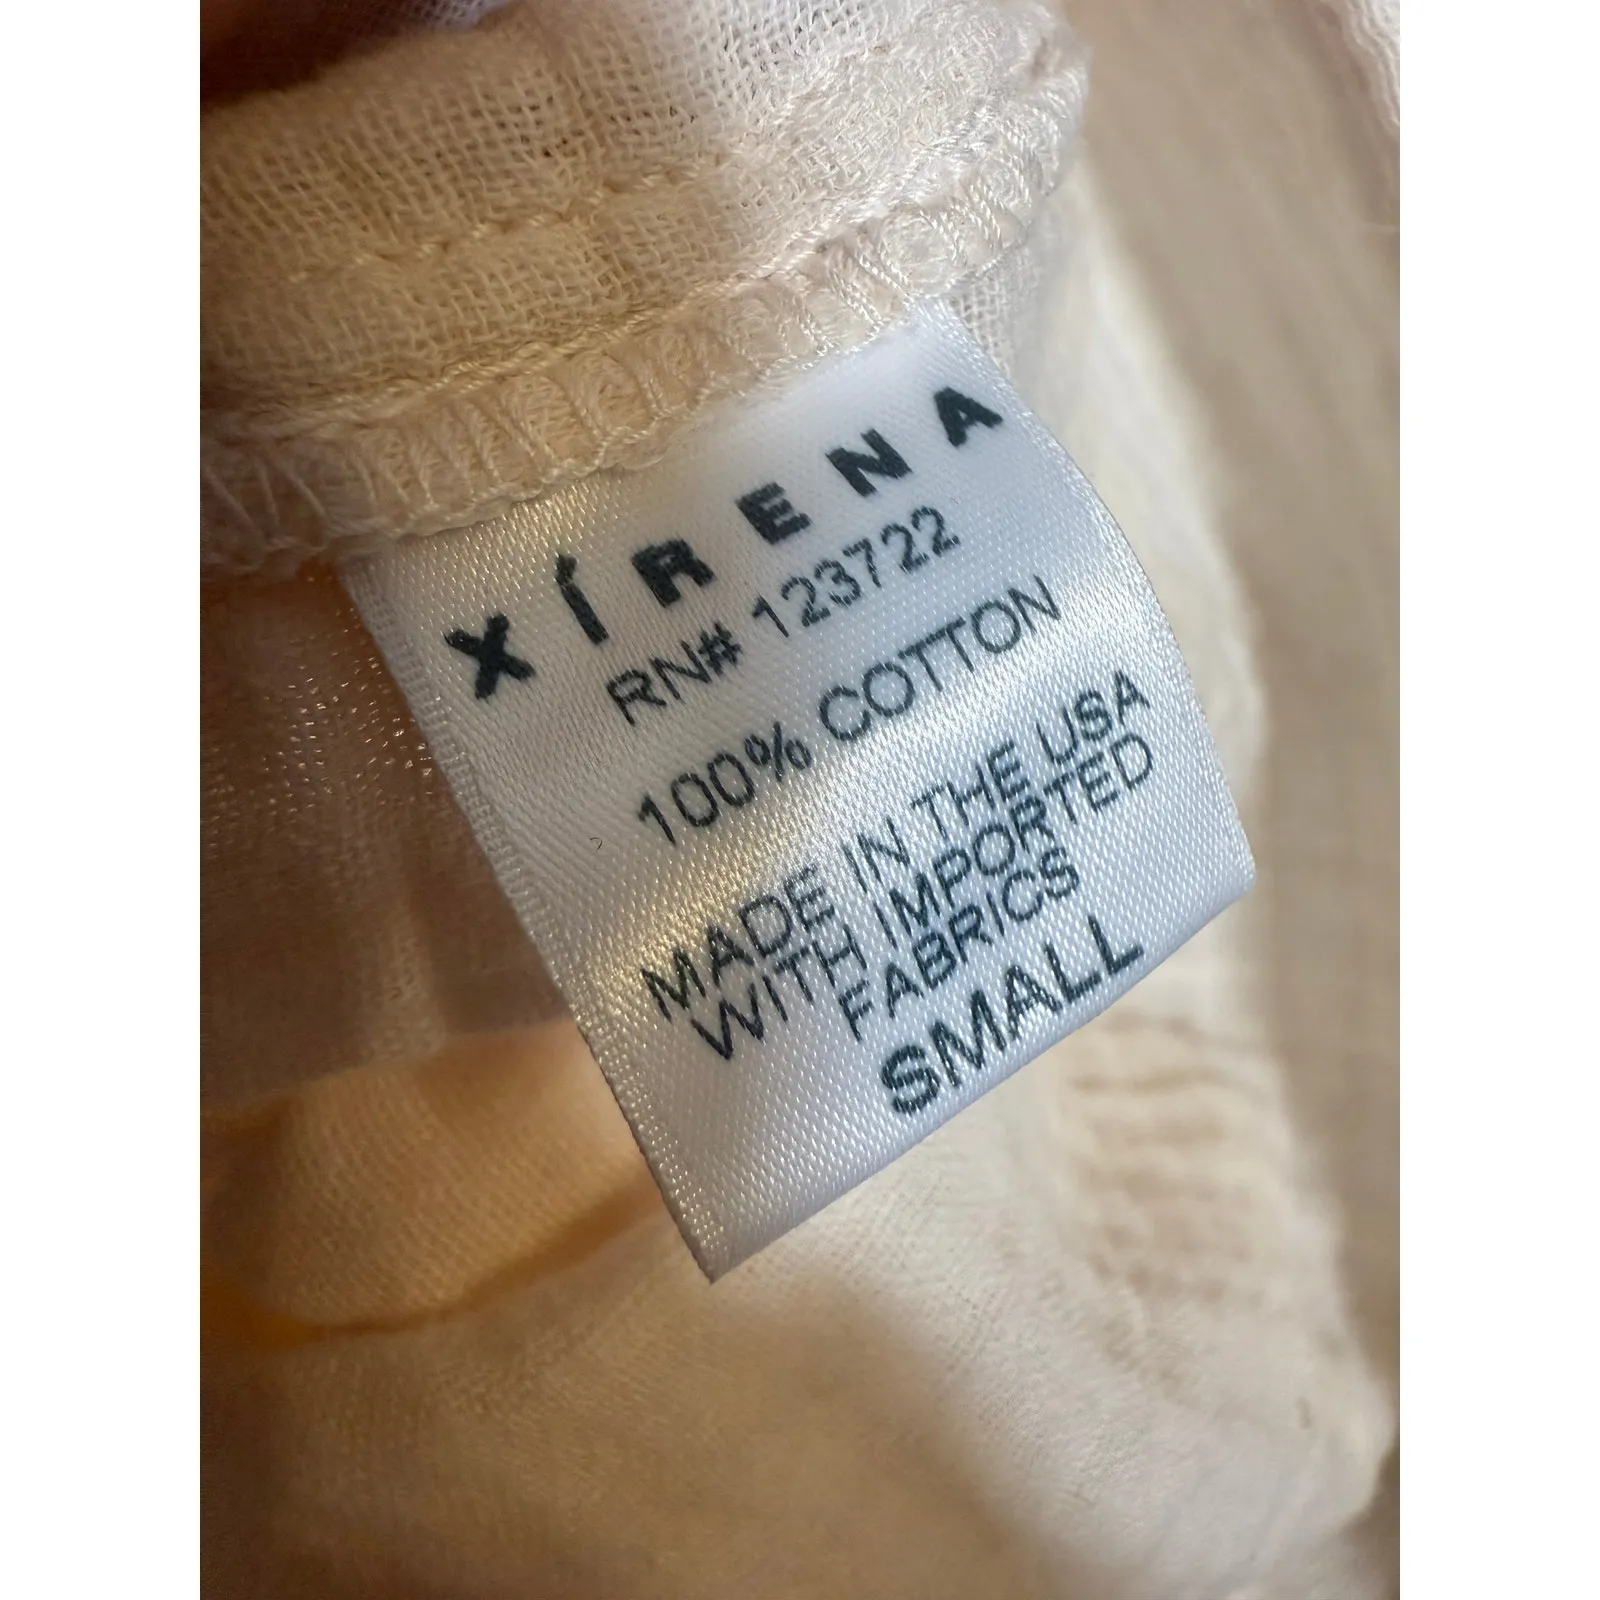 XÍRENA
RN# 123722
100% COTTON
MADE IN THE USA
WITH IMPORTED
FABRICS
SMALL